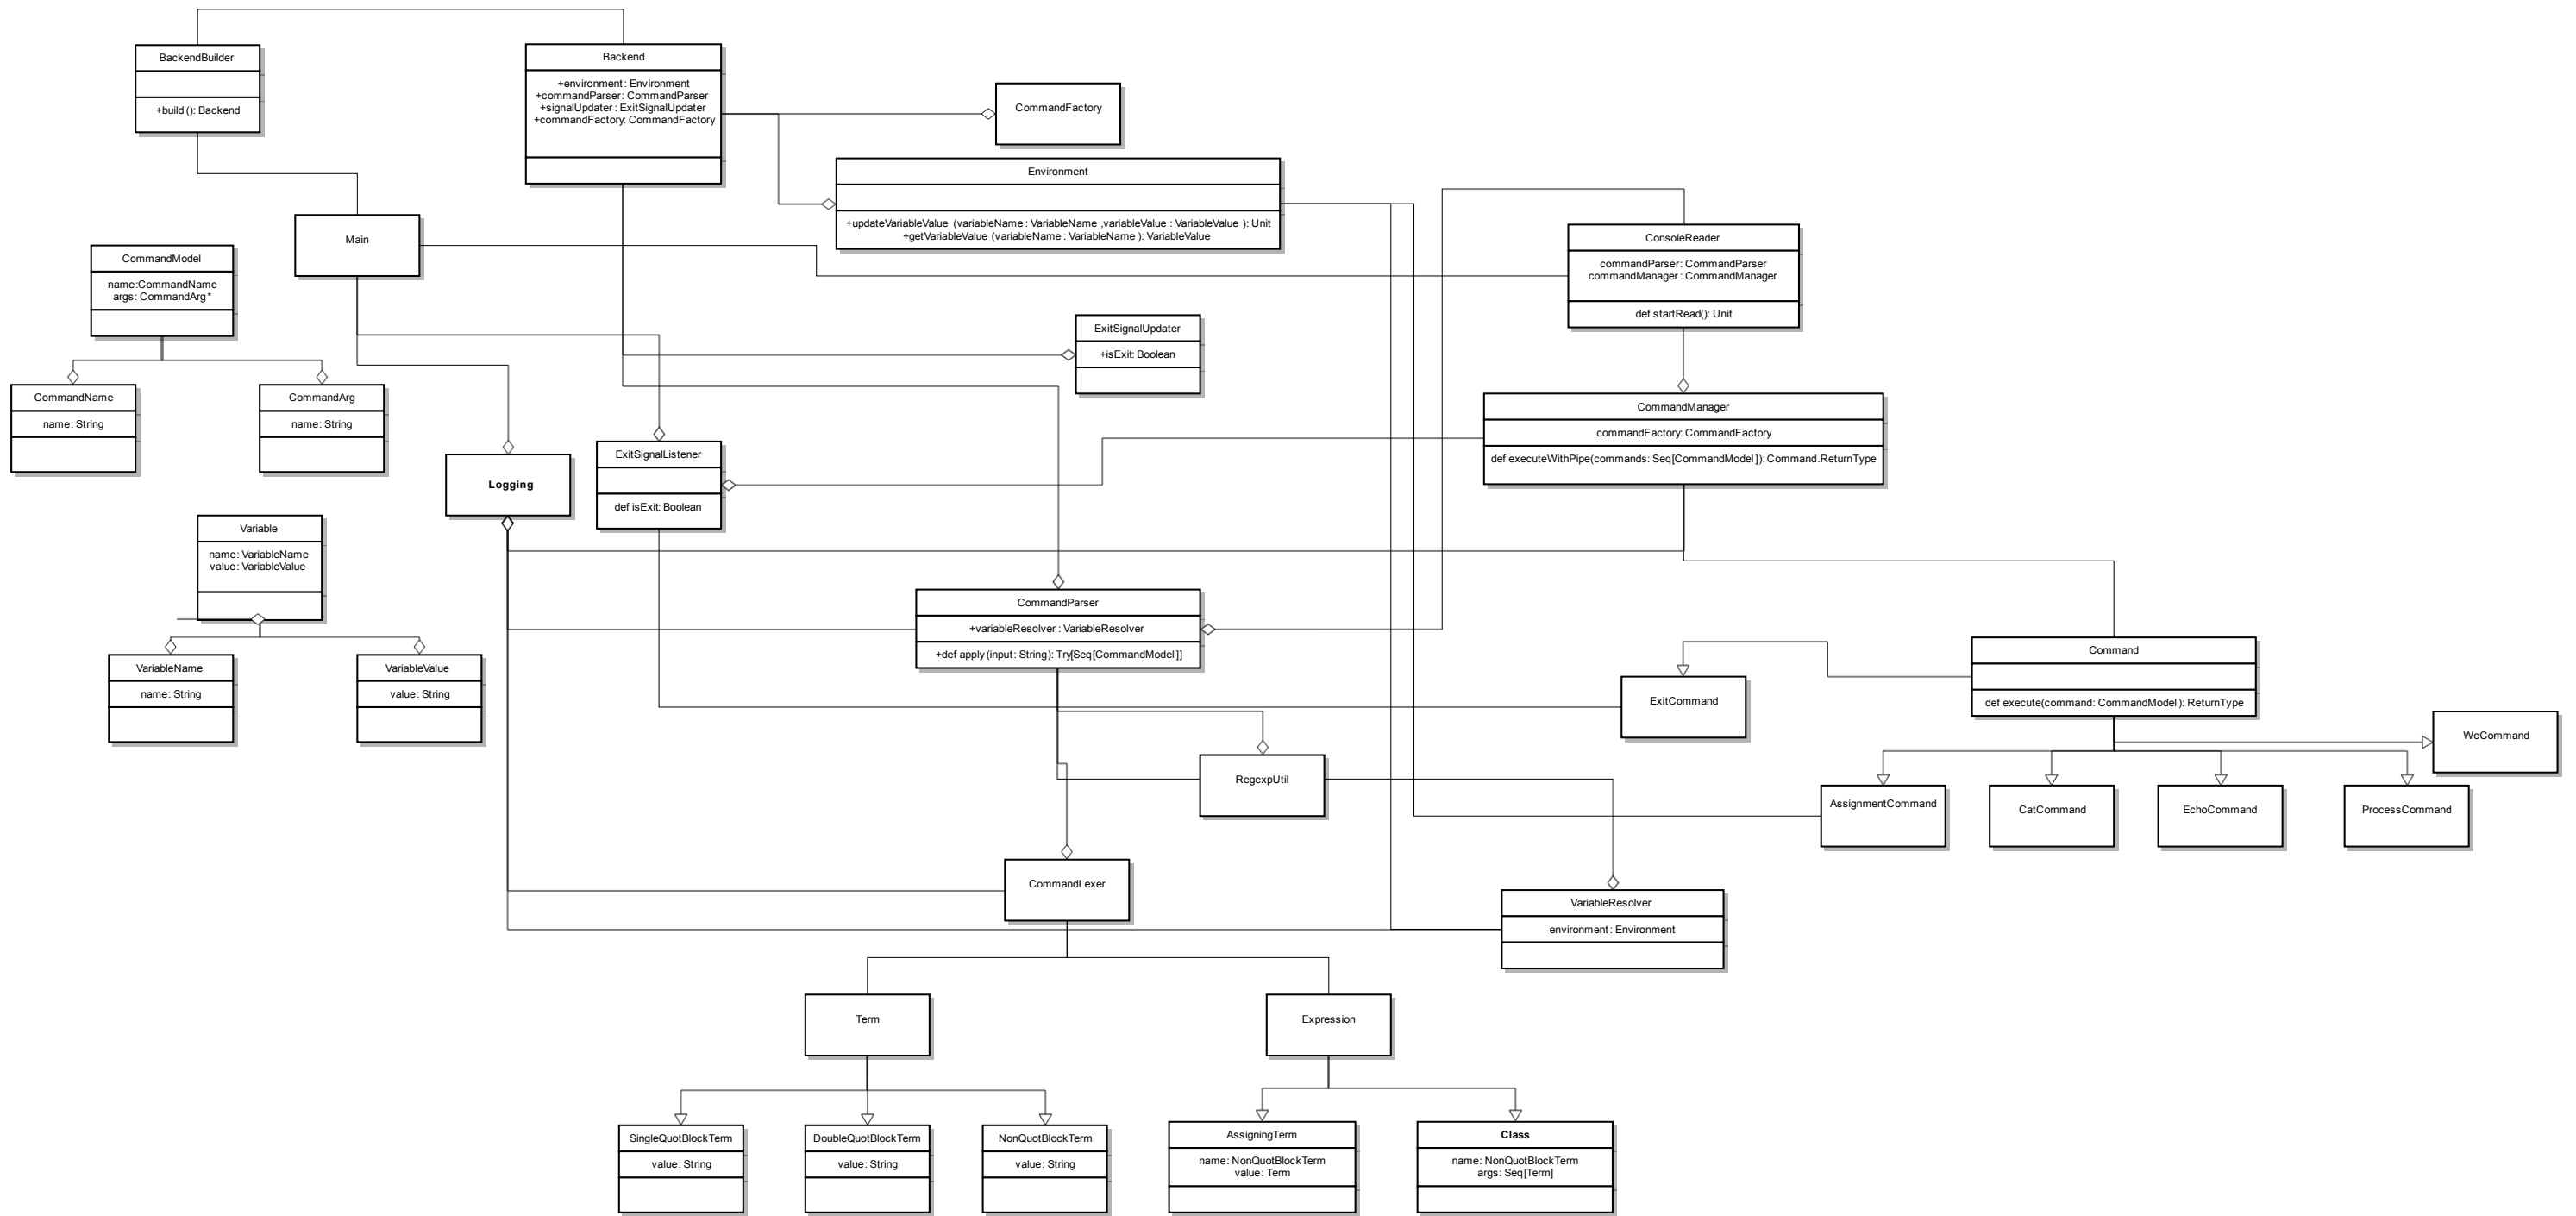 BackendBuilder
+build (): Backend
Backend
+environment: Environment
+commandParser: CommandParser
+signalUpdater: ExitSignalUpdater
+commandFactory: CommandFactory
CommandFactory
Environment
+updateVariableValue (variableName: VariableName ,variableValue : VariableValue ): Unit
+getVariableValue (variableName: VariableName ): VariableValue
Main
ConsoleReader
commandParser: CommandParser
commandManager: CommandManager
def startRead(): Unit
CommandModel
name:CommandName
args: CommandArg*
CommandName
name: String
CommandArg
name: String
ExitSignalUpdater
+isExit: Boolean
CommandManager
commandFactory: CommandFactory
def executeWithPipe(commands: Seq[CommandModel]): Command.ReturnType
ExitSignalListener
def isExit: Boolean
Logging
Variable
name: VariableName
value: VariableValue
VariableName
name: String
VariableValue
value: String
CommandParser
+variableResolver : VariableResolver
+def apply(input: String): Try[Seq[CommandModel]]
Command
def execute(command: CommandModel): ReturnType
ExitCommand
WcCommand
RegexpUtil
AssignmentCommand
CatCommand
EchoCommand
ProcessCommand
CommandLexer
VariableResolver
environment: Environment
Term
Expression
SingleQuotBlockTerm
value: String
DoubleQuotBlockTerm
value: String
NonQuotBlockTerm
value: String
AssigningTerm
name: NonQuotBlockTerm
value: Term
Class
name: NonQuotBlockTerm
args: Seq[Term]